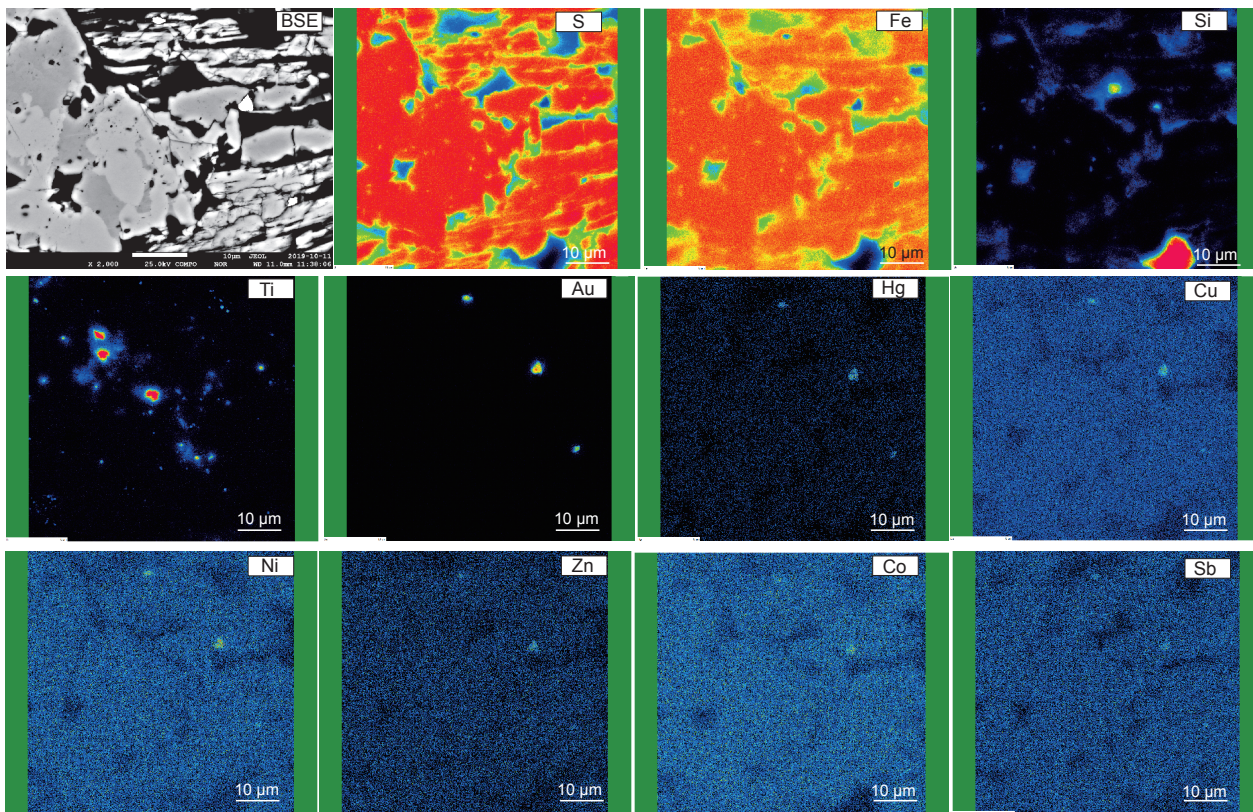 BSE
S
Fe
Si
10µm JEOL 2019-10-11
X 2,000 25.0kV COMPO NOR WD 11.0mm 11:38:06
10 µm
10 µm
10 µm
Ti
Au
Hg
Cu
10 µm
10 µm
10 µm
10 µm
Ni
Zn
Co
Sb
10 µm
10 µm
10 µm
10 µm